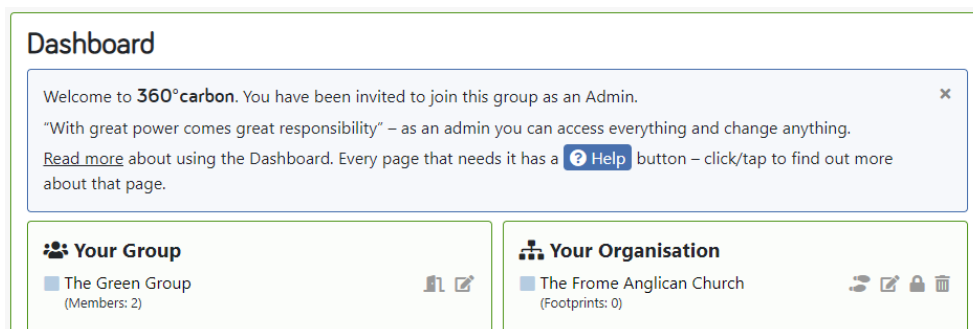 Dashboard
Welcome to 360°carbon. You have been invited to join this group as an Admin.
“With great power comes great responsibility” – as an admin you can access everything and change anything.
Read more about using the Dashboard. Every page that needs it has a Help button – click/tap to find out more
about that page.
Your Group
The Green Group
(Members: 2)
Your Organisation
The Frome Anglican Church
(Footprints: 0)